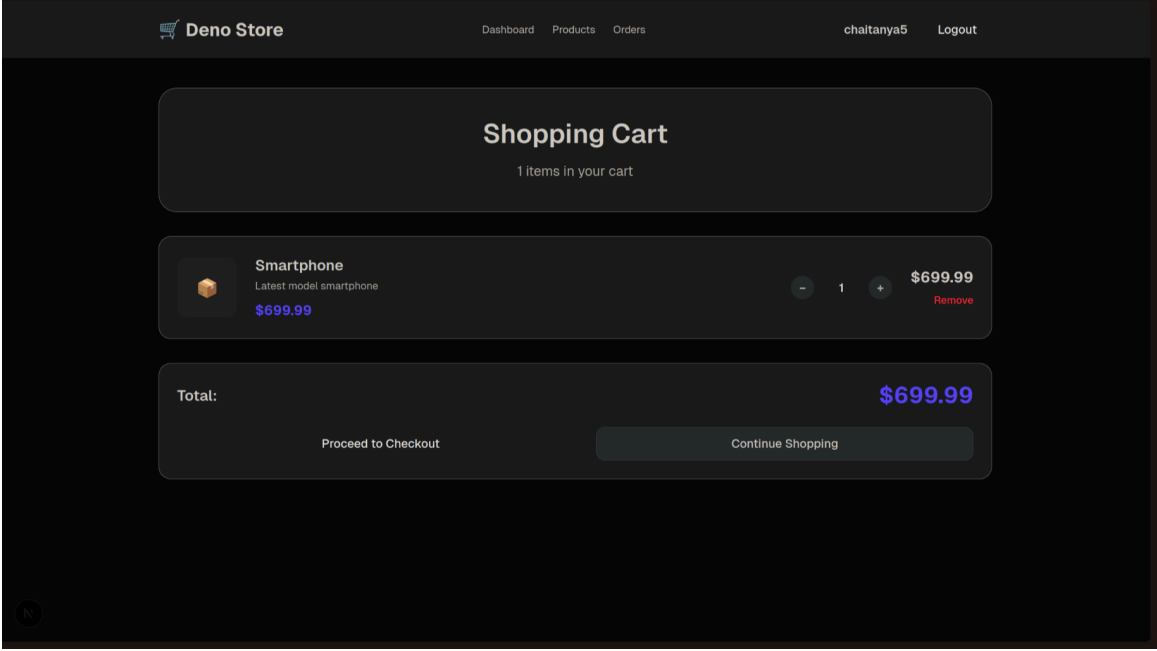 Deno Store
Dashboard Products Orders
chaitanya5 Logout
Shopping Cart
1 items in your cart
Smartphone
Latest model smartphone
$699.99
- 1 +
$699.99
Remove
Total: $699.99
Proceed to Checkout
Continue Shopping
N